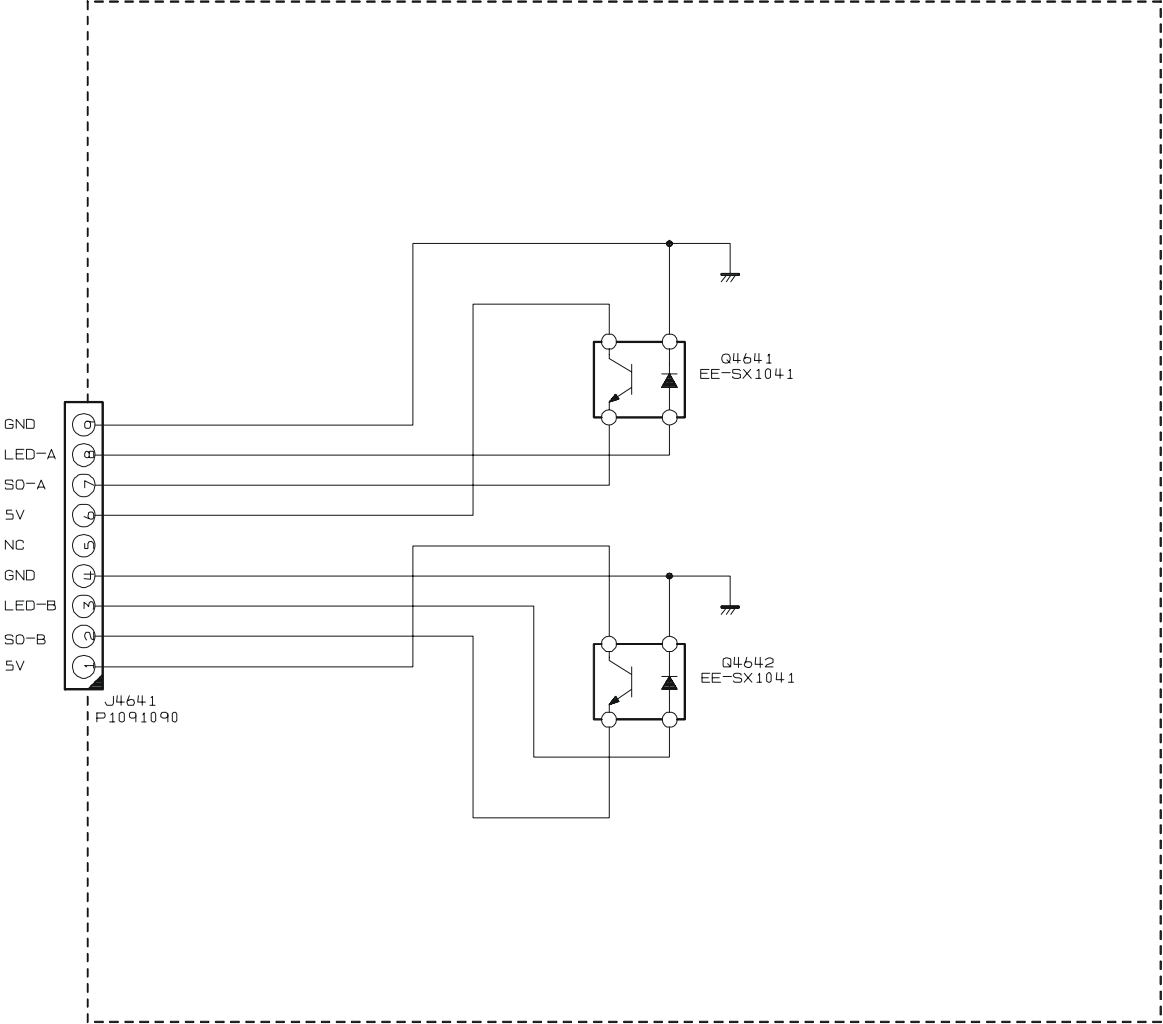 Q4641
EE-SX1041
GND 9
LED-A 8
SO-A 7
5V 6
NC 5
GND 4
LED-B 3
SO-B 2
5V 1
Q4642
EE-SX1041
J4641
P1091090